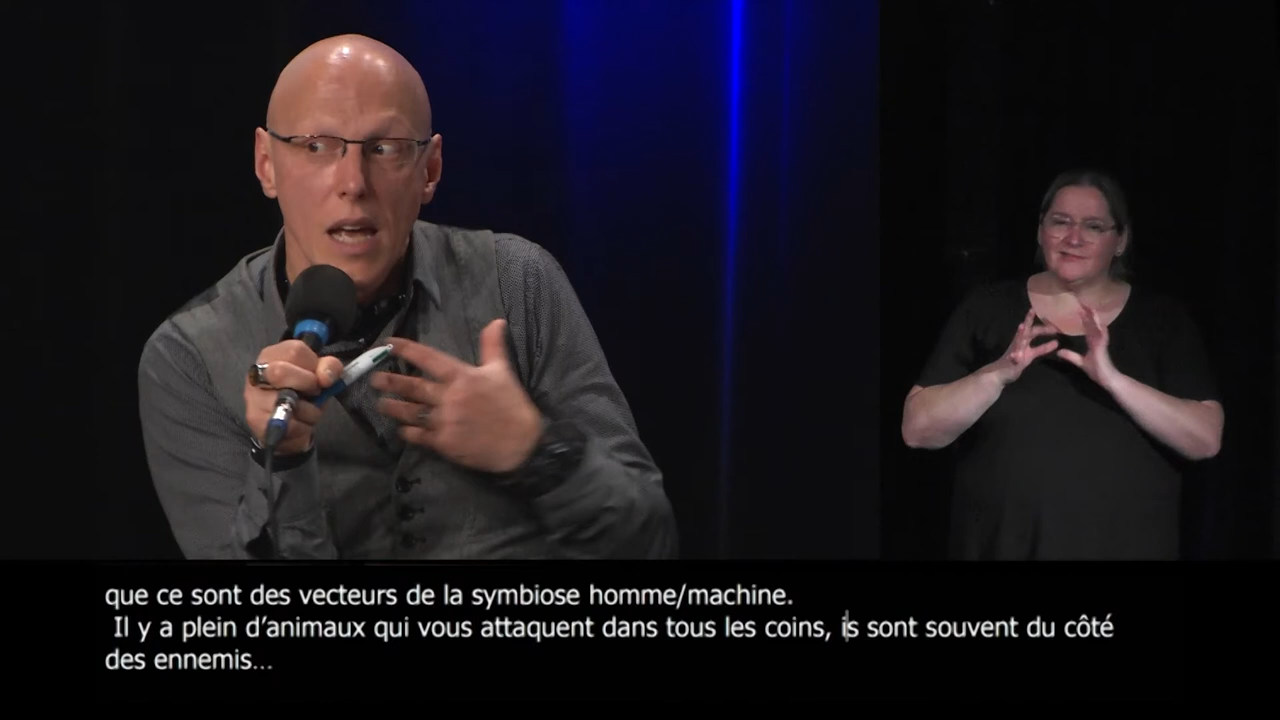 que ce sont des vecteurs de la symbiose homme/machine.
Il y a plein d’animaux qui vous attaquent dans tous les coins, is sont souvent du côté
des ennemis...